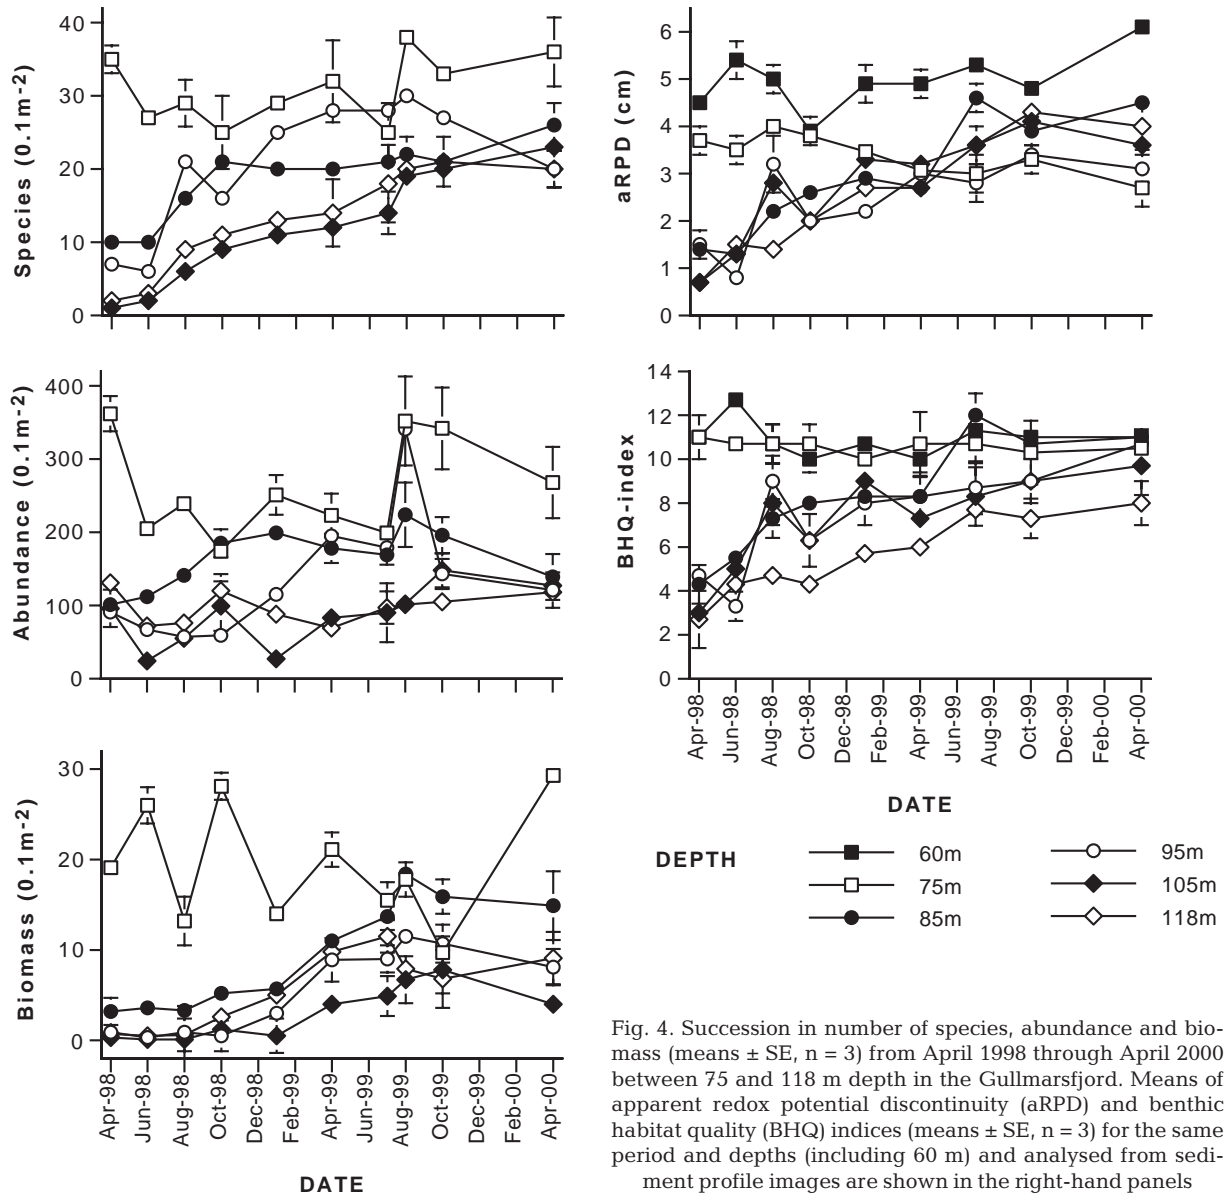 Species (0.1m-2)
40
30
20
10
0
Abundance (0.1m-2)
400
300
200
100
0
Biomass (0.1m-2)
30
20
10
0
Apr-98
Jun-98
Aug-98
Oct-98
Dec-98
Feb-99
Apr-99
Jun-99
Aug-99
Oct-99
Dec-99
Feb-00
Apr-00
DATE
aRPD (cm)
6
5
4
3
2
1
0
BHQ-index
14
12
10
8
6
4
2
0
Apr-98
Jun-98
Aug-98
Oct-98
Dec-98
Feb-99
Apr-99
Jun-99
Aug-99
Oct-99
Dec-99
Feb-00
Apr-00
DATE
DEPTH
60m
75m
85m
95m
105m
118m
Fig. 4. Succession in number of species, abundance and bio-
mass (means ± SE, n = 3) from April 1998 through April 2000
between 75 and 118 m depth in the Gullmarsfjord. Means of
apparent redox potential discontinuity (aRPD) and benthic
habitat quality (BHQ) indices (means ± SE, n = 3) for the same
period and depths (including 60 m) and analysed from sedi-
ment profile images are shown in the right-hand panels